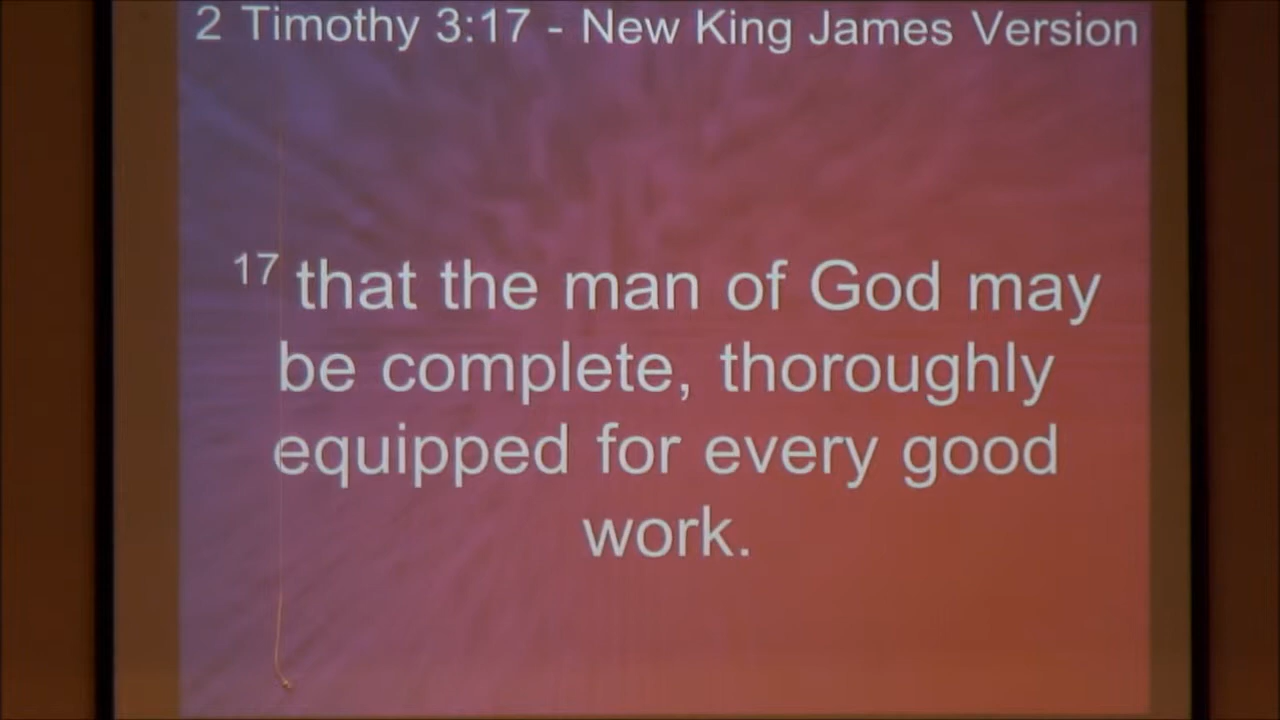 2 Timothy 3:17 - New King James Version
17 that the man of God may
be complete, thoroughly
equipped for every good
work.